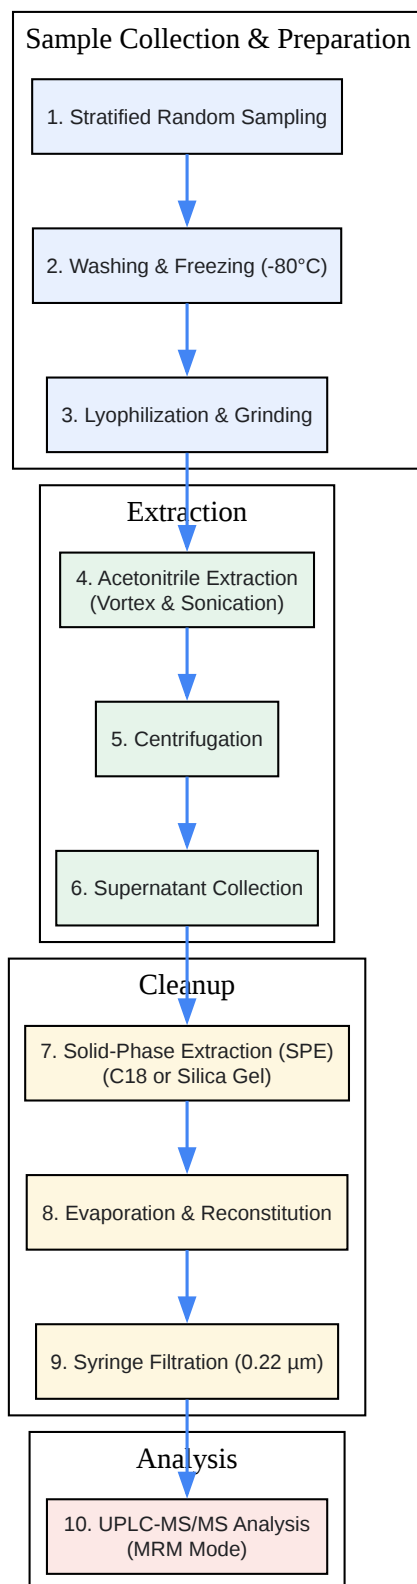 Sample Collection & Preparation
1. Stratified Random Sampling
2. Washing & Freezing (-80°C)
3. Lyophilization & Grinding
Extraction
4. Acetonitrile Extraction
(Vortex & Sonication)
5. Centrifugation
6. Supernatant Collection
Cleanup
7. Solid-Phase Extraction (SPE)
(C18 or Silica Gel)
8. Evaporation & Reconstitution
9. Syringe Filtration (0.22 µm)
Analysis
10. UPLC-MS/MS Analysis
(MRM Mode)